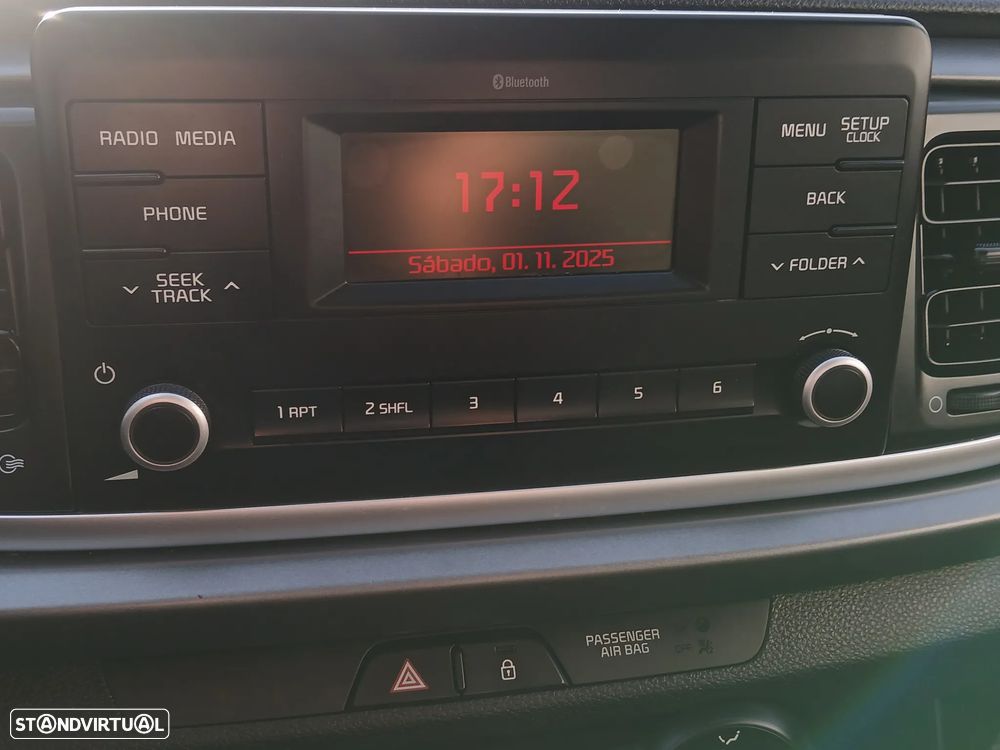 Bluetooth
RADIO MEDIA
PHONE
SEEK
TRACK
17:12
Sábado, 01. 11. 2025
MENU SETUP
CLOCK
BACK
FOLDER
1 RPT
2 SHFL
3
4
5
6
PASSENGER
AIR BAG
OFF
STANDVIRTUAL